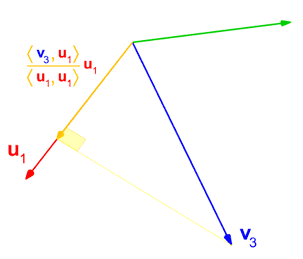 ⟨v₃, u₁⟩
⟨u₁, u₁⟩ u₁
u₁
v₃